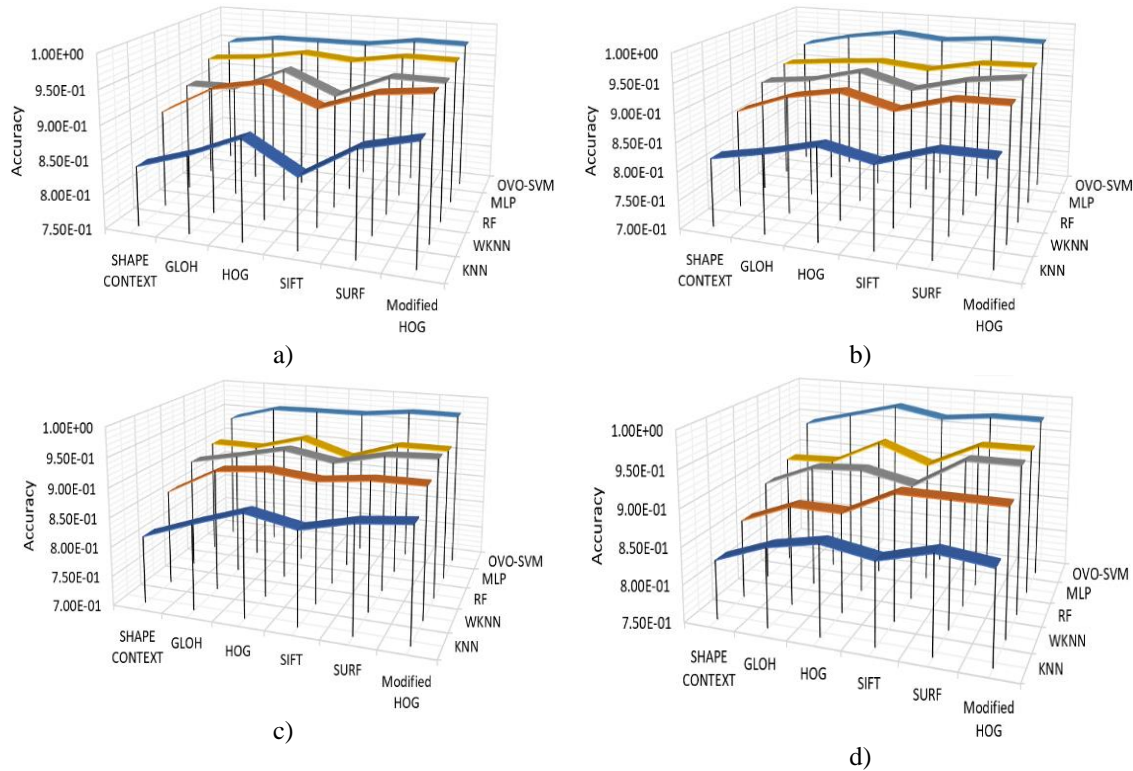 1.00E+00
9.50E-01
9.00E-01
8.50E-01
8.00E-01
7.50E-01
Accuracy
SHAPE
CONTEXT
GLOH
HOG
SIFT
SURF
Modified
HOG
OVO-SVM
MLP
RF
WKNN
KNN
a)
1.00E+00
9.50E-01
9.00E-01
8.50E-01
8.00E-01
7.50E-01
7.00E-01
Accuracy
SHAPE
CONTEXT
GLOH
HOG
SIFT
SURF
Modified
HOG
OVO-SVM
MLP
RF
WKNN
KNN
b)
1.00E+00
9.50E-01
9.00E-01
8.50E-01
8.00E-01
7.50E-01
7.00E-01
Accuracy
SHAPE
CONTEXT
GLOH
HOG
SIFT
SURF
Modified
HOG
OVO-SVM
MLP
RF
WKNN
KNN
c)
1.00E+00
9.50E-01
9.00E-01
8.50E-01
8.00E-01
7.50E-01
Accuracy
SHAPE
CONTEXT
GLOH
HOG
SIFT
SURF
Modified
HOG
OVO-SVM
MLP
RF
WKNN
KNN
d)